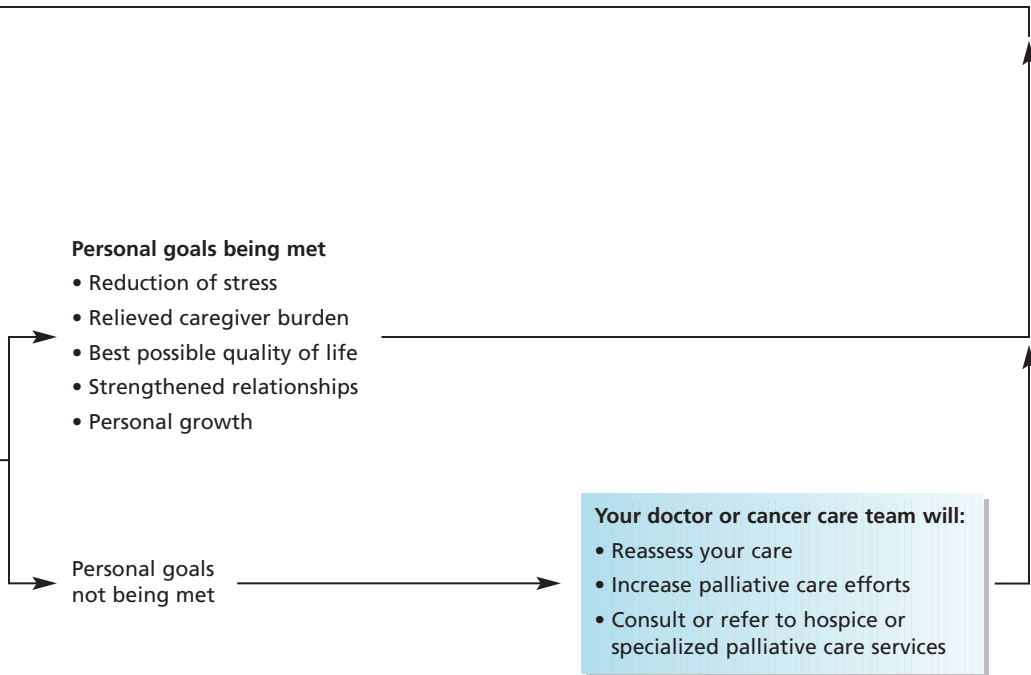 Personal goals being met
• Reduction of stress
• Relieved caregiver burden
• Best possible quality of life
• Strengthened relationships
• Personal growth
Personal goals
not being met
Your doctor or cancer care team will:
• Reassess your care
• Increase palliative care efforts
• Consult or refer to hospice or
specialized palliative care services